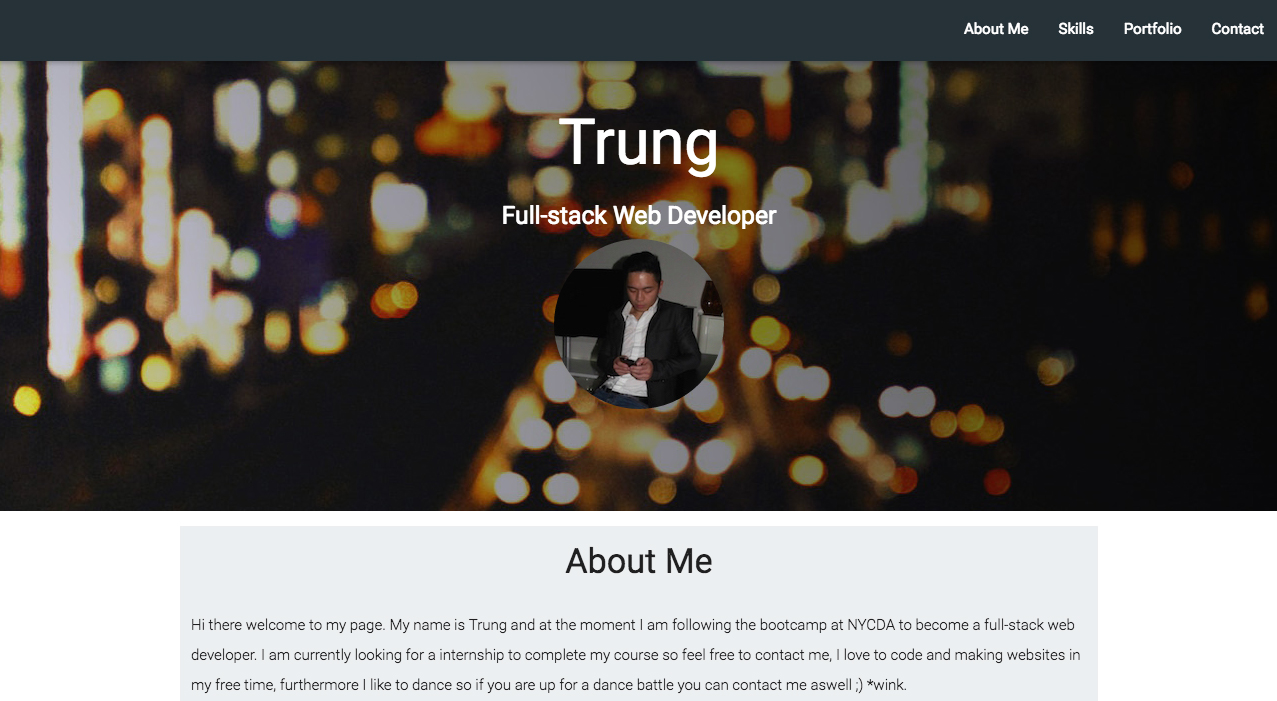 About Me Skills Portfolio Contact
Trung
Full-stack Web Developer
About Me
Hi there welcome to my page. My name is Trung and at the moment I am following the bootcamp at NYCDA to become a full-stack web
developer. I am currently looking for a internship to complete my course so feel free to contact me, I love to code and making websites in
my free time, furthermore I like to dance so if you are up for a dance battle you can contact me aswell ;) *wink.